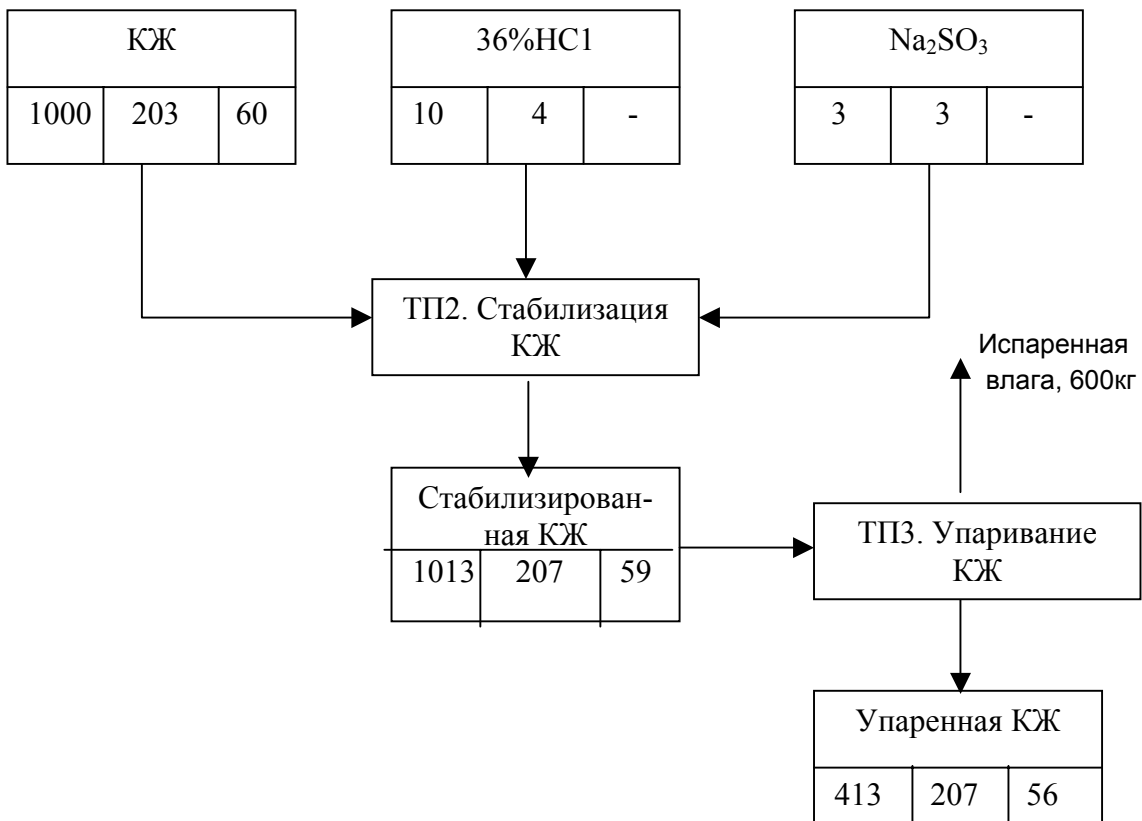 КЖ
1000 203 60
36%HC1
10 4 -
Na₂SO₃
3 3 -
ТП2. Стабилизация
КЖ
Испаренная
влага, 600кг
Стабилизирован-
ная КЖ
1013 207 59
ТП3. Упаривание
КЖ
Упаренная КЖ
413 207 56